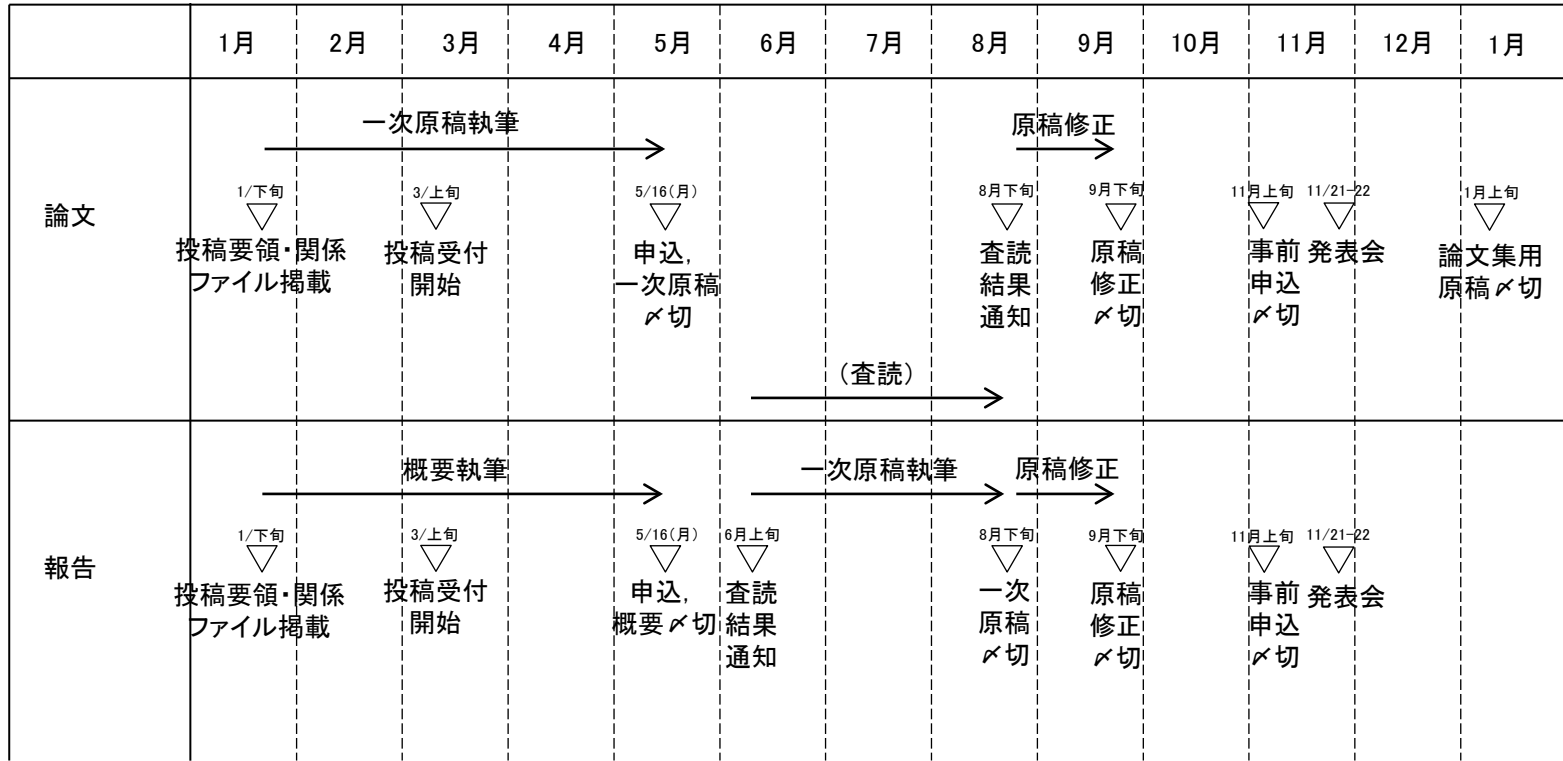 1月 2月 3月 4月 5月 6月 7月 8月 9月 10月 11月 12月 1月
論文
一次原稿執筆 原稿修正
1/下旬 3/上旬 5/16(月) 8月下旬 9月下旬 11月上旬 11/21-22 1月上旬
投稿要領・関係 投稿受付 申込, 査読 原稿 事前 発表会 論文集用
ファイル掲載 開始 一次原稿 結果 修正 申込 原稿〆切
〆切 通知 〆切 〆切
(査読)
報告
概要執筆 一次原稿執筆 原稿修正
1/下旬 3/上旬 5/16(月) 6月上旬 8月下旬 9月下旬 11月上旬 11/21-22
投稿要領・関係 投稿受付 申込, 査読 一次 原稿 事前 発表会
ファイル掲載 開始 概要〆切 結果 原稿 修正 申込
通知 〆切 〆切 〆切